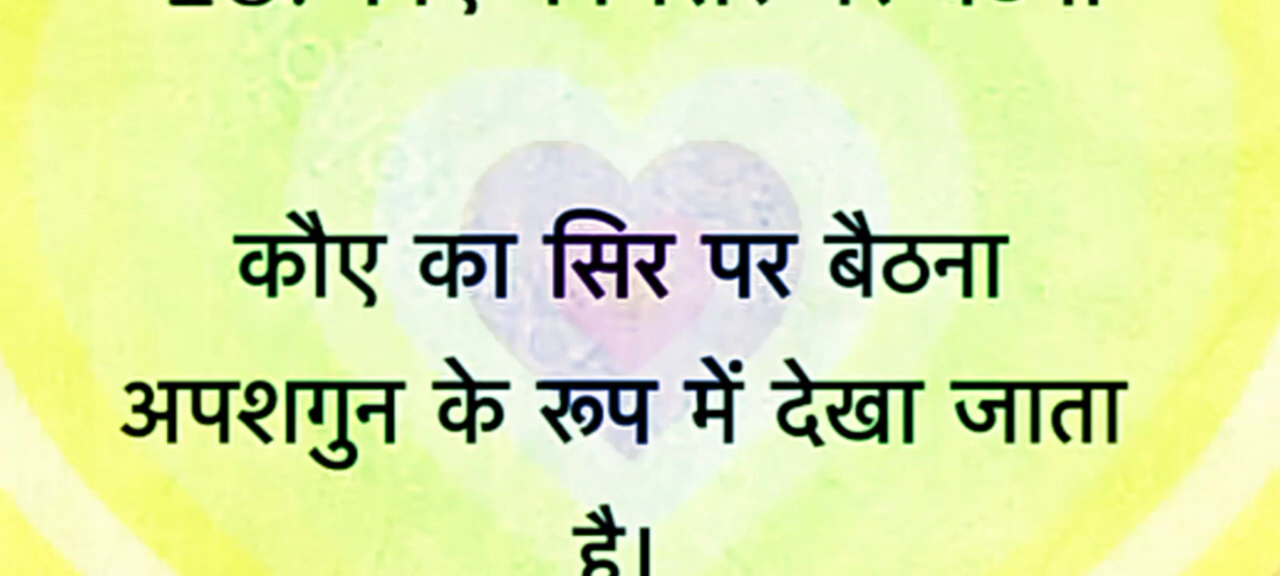 कौए का सिर पर बैठना
अपशगुन के रूप में देखा जाता
है।